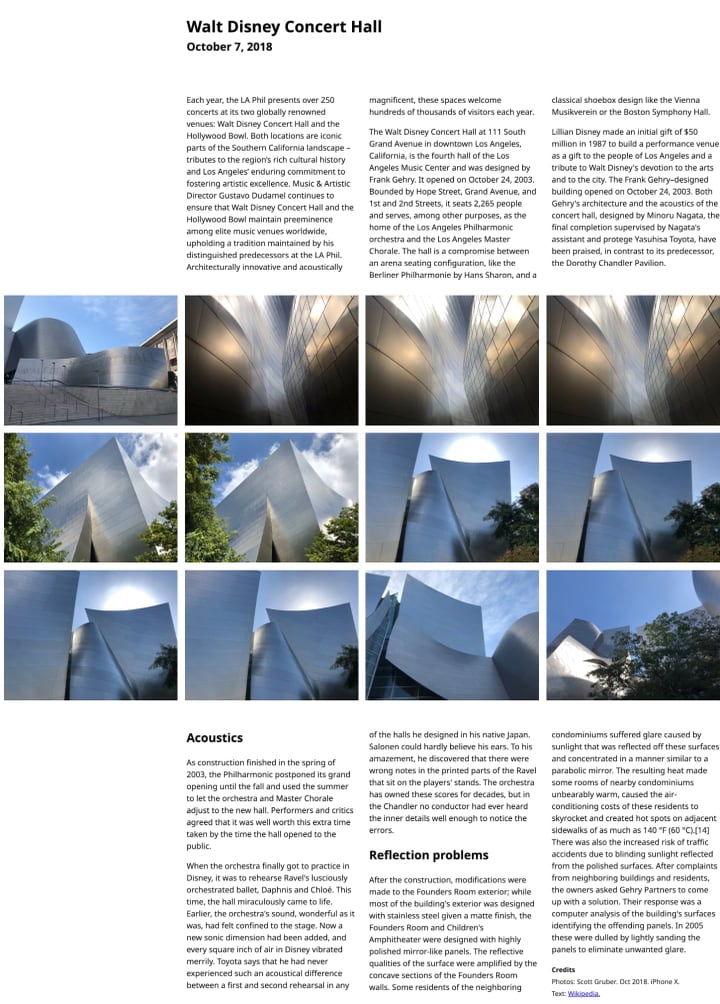 Walt Disney Concert Hall
October 7, 2018
Each year, the LA Phil presents over 250
concerts at its two globally renowned
venues: Walt Disney Concert Hall and the
Hollywood Bowl. Both locations are iconic
parts of the Southern California landscape –
tributes to the region's rich cultural history
and Los Angeles' enduring commitment to
fostering artistic excellence. Music & Artistic
Director Gustavo Dudamel continues to
ensure that Walt Disney Concert Hall and the
Hollywood Bowl maintain preeminence
among elite music venues worldwide,
upholding a tradition maintained by his
distinguished predecessors at the LA Phil.
Architecturally innovative and acoustically
magnificent, these spaces welcome
hundreds of thousands of visitors each year.
The Walt Disney Concert Hall at 111 South
Grand Avenue in downtown Los Angeles,
California, is the fourth hall of the Los
Angeles Music Center and was designed by
Frank Gehry. It opened on October 24, 2003.
Bounded by Hope Street, Grand Avenue, and
1st and 2nd Streets, it seats 2,265 people
and serves, among other purposes, as the
home of the Los Angeles Philharmonic
orchestra and the Los Angeles Master
Chorale. The hall is a compromise between
an arena seating configuration, like the
Berliner Philharmonie by Hans Sharon, and a
classical shoebox design like the Vienna
Musikverein or the Boston Symphony Hall.
Lillian Disney made an initial gift of $50
million in 1987 to build a performance venue
as a gift to the people of Los Angeles and a
tribute to Walt Disney's devotion to the arts
and to the city. The Frank Gehry–designed
building opened on October 24, 2003. Both
Gehry's architecture and the acoustics of the
concert hall, designed by Minoru Nagata, the
final completion supervised by Nagata's
assistant and protege Yasuhisa Toyota, have
been praised, in contrast to its predecessor,
the Dorothy Chandler Pavilion.
Acoustics
As construction finished in the spring of
2003, the Philharmonic postponed its grand
opening until the fall and used the summer
to let the orchestra and Master Chorale
adjust to the new hall. Performers and critics
agreed that it was well worth this extra time
taken by the time the hall opened to the
public.
When the orchestra finally got to practice in
Disney, it was to rehearse Ravel's lusciously
orchestrated ballet, Daphnis and Chloé. This
time, the hall miraculously came to life.
Earlier, the orchestra's sound, wonderful as it
was, had felt confined to the stage. Now a
new sonic dimension had been added, and
every square inch of air in Disney vibrated
merrily. Toyota says that he had never
experienced such an acoustical difference
between a first and second rehearsal in any
of the halls he designed in his native Japan.
Salonen could hardly believe his ears. To his
amazement, he discovered that there were
wrong notes in the printed parts of the Ravel
that sit on the players' stands. The orchestra
has owned these scores for decades, but in
the Chandler no conductor had ever heard
the inner details well enough to notice the
errors.
Reflection problems
After the construction, modifications were
made to the Founders Room exterior; while
most of the building's exterior was designed
with stainless steel given a matte finish, the
Founders Room and Children's
Amphitheater were designed with highly
polished mirror-like panels. The reflective
qualities of the surface were amplified by the
concave sections of the Founders Room
walls. Some residents of the neighboring
condominiums suffered glare caused by
sunlight that was reflected off these surfaces
and concentrated in a manner similar to a
parabolic mirror. The resulting heat made
some rooms of nearby condominiums
unbearably warm, caused the air-
conditioning costs of these residents to
skyrocket and created hot spots on adjacent
sidewalks of as much as 140 °F (60 °C).[14]
There was also the increased risk of traffic
accidents due to blinding sunlight reflected
from the polished surfaces. After complaints
from neighboring buildings and residents,
the owners asked Gehry Partners to come
up with a solution. Their response was a
computer analysis of the building's surfaces
identifying the offending panels. In 2005
these were dulled by lightly sanding the
panels to eliminate unwanted glare.
Credits
Photos: Scott Gruber. Oct 2018. iPhone X.
Text: Wikipedia.